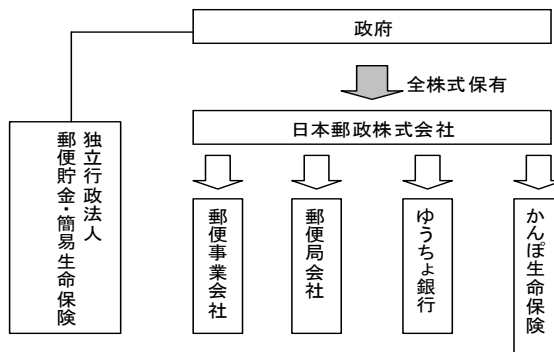 政府
全株式保有
日本郵政株式会社
独立行政法人
郵便貯金・簡易生命保険
郵便事業会社
郵便局会社
ゆうちょ銀行
かんぽ生命保険